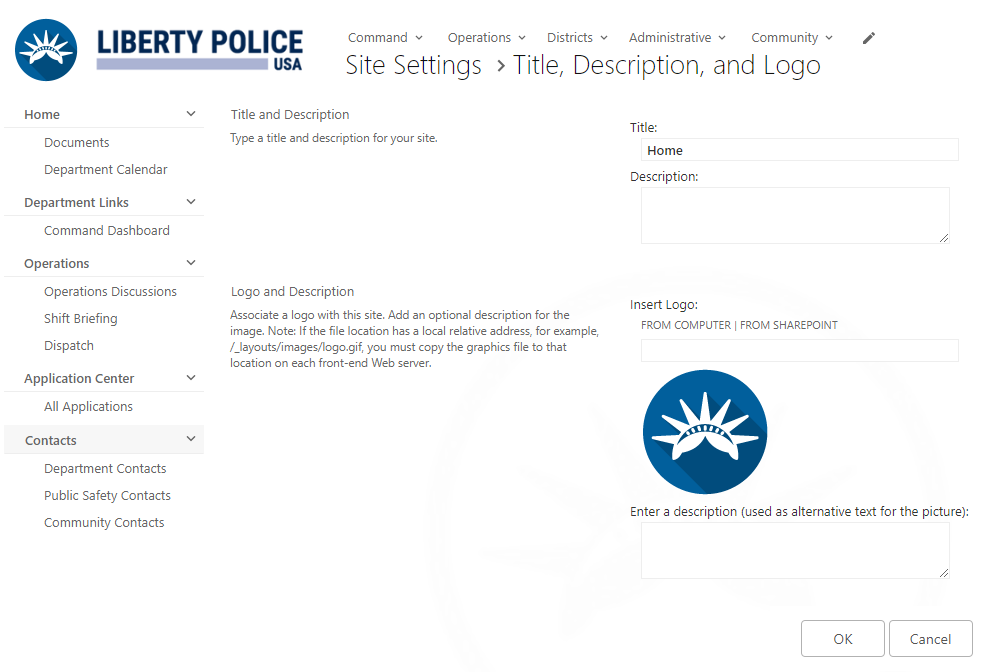 LIBERTY POLICE
USA
Command Operations Districts Administrative Community
Site Settings > Title, Description, and Logo
Home
Documents
Department Calendar
Department Links
Command Dashboard
Operations
Operations Discussions
Shift Briefing
Dispatch
Application Center
All Applications
Contacts
Department Contacts
Public Safety Contacts
Community Contacts
Title and Description
Type a title and description for your site.
Title:
Home
Description:
Logo and Description
Associate a logo with this site. Add an optional description for the
image. Note: If the file location has a local relative address, for example,
/_layouts/images/logo.gif, you must copy the graphics file to that
location on each front-end Web server.
Insert Logo:
FROM COMPUTER | FROM SHAREPOINT
Enter a description (used as alternative text for the picture):
OK Cancel